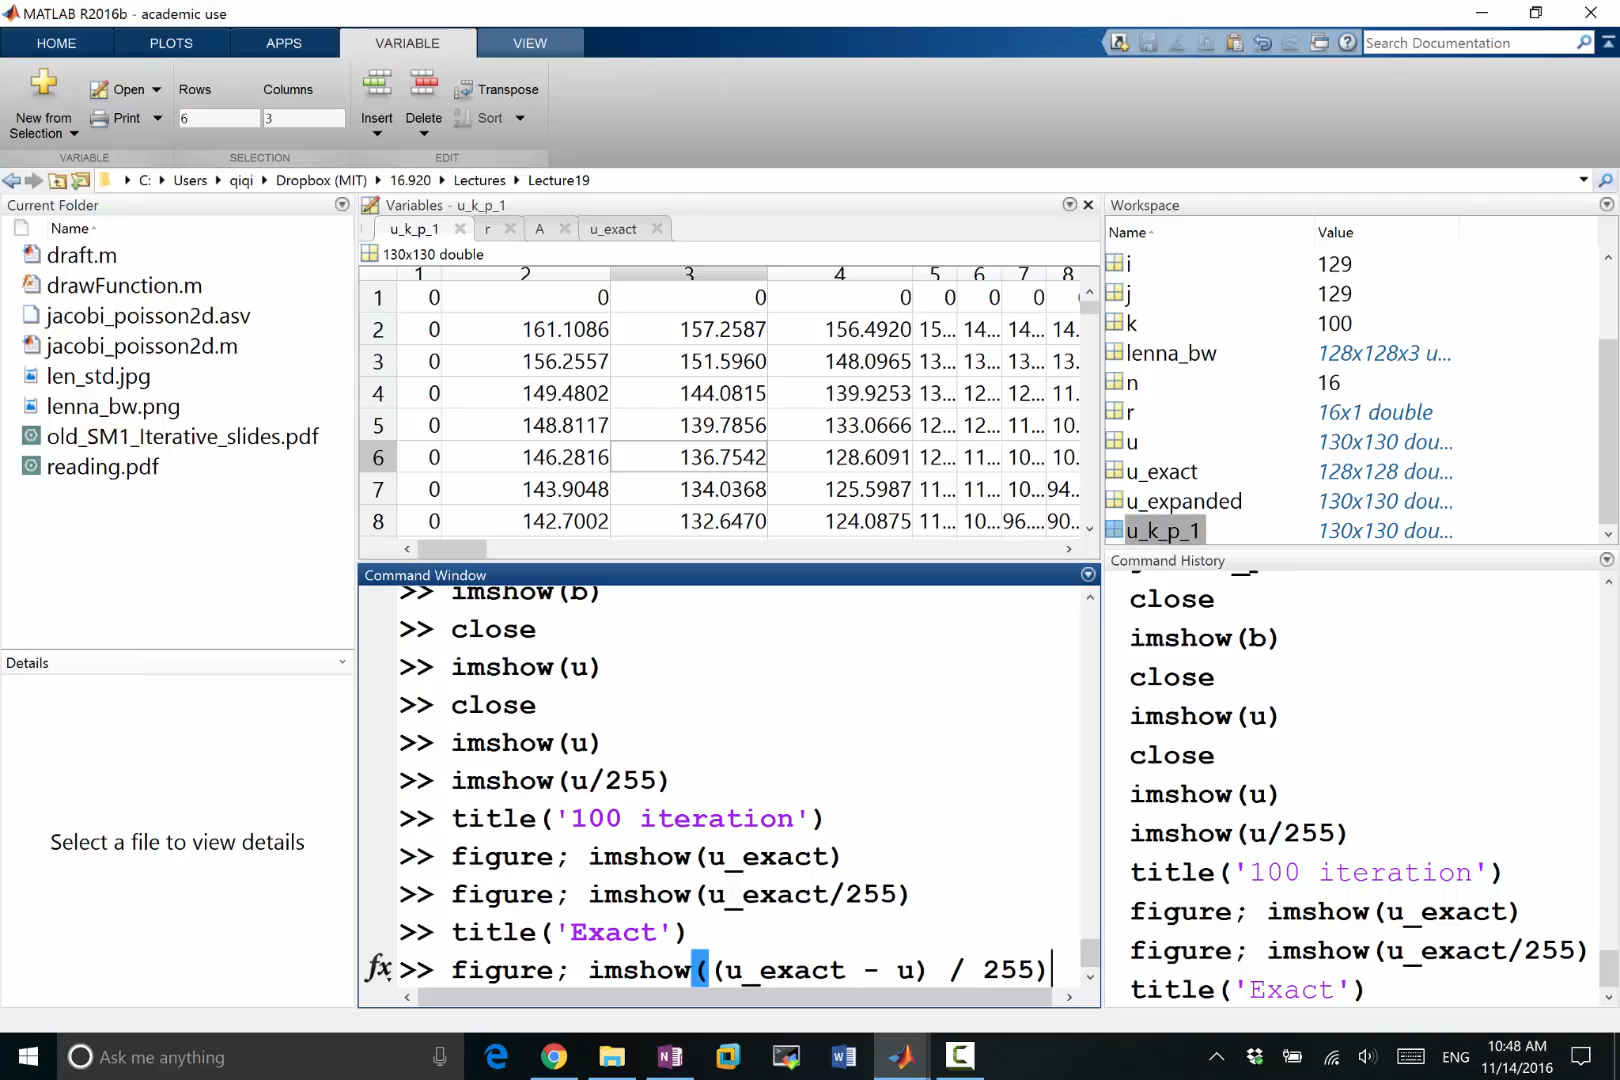 MATLAB R2016b - academic use
HOME PLOTS APPS VARIABLE VIEW
Search Documentation
New from
Selection
Open
Print
Rows Columns
6 3
Insert Delete
Transpose
Sort
VARIABLE SELECTION EDIT
C: Users qiqi Dropbox (MIT) 16.920 Lectures Lecture19
Current Folder
Name
draft.m
drawFunction.m
jacobi_poisson2d.asv
jacobi_poisson2d.m
len_std.jpg
lenna_bw.png
old_SM1_Iterative_slides.pdf
reading.pdf
Details
Select a file to view details
Variables - u_k_p_1
u_k_p_1 r A u_exact
130x130 double
1 2 3 4 5 6 7 8
1 0 0 0 0 0 0 0
2 0 161.1086 157.2587 156.4920 15... 14... 14... 14.
3 0 156.2557 151.5960 148.0965 13... 13... 13... 13.
4 0 149.4802 144.0815 139.9253 13... 12... 12... 11.
5 0 148.8117 139.7856 133.0666 12... 12... 11... 10.
6 0 146.2816 136.7542 128.6091 12... 11... 10... 10.
7 0 143.9048 134.0368 125.5987 11... 11... 10... 94..
8 0 142.7002 132.6470 124.0875 11... 10... 96.... 90..
Command Window
>> imshow(b)
>> close
>> imshow(u)
>> close
>> imshow(u)
>> imshow(u/255)
>> title('100 iteration')
>> figure; imshow(u_exact)
>> figure; imshow(u_exact/255)
>> title('Exact')
fx >> figure; imshow((u_exact - u) / 255)
Workspace
Name Value
i 129
j 129
k 100
lenna_bw 128x128x3 u...
n 16
r 16x1 double
u 130x130 dou...
u_exact 128x128 dou...
u_expanded 130x130 dou...
u_k_p_1 130x130 dou...
Command History
close
imshow(b)
close
imshow(u)
close
imshow(u)
imshow(u/255)
title('100 iteration')
figure; imshow(u_exact)
figure; imshow(u_exact/255)
title('Exact')
Ask me anything
ENG
10:48 AM
11/14/2016